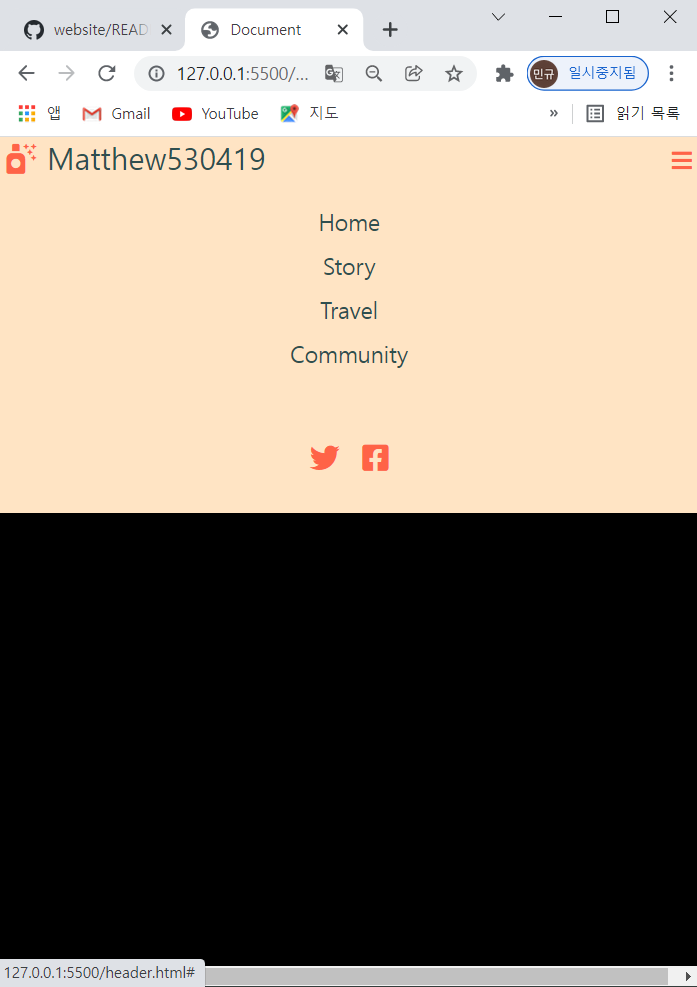 website/READ
Document
127.0.0.1:5500/...
민규 일시중지됨
앱 Gmail YouTube 지도 » 읽기 목록
Matthew530419
Home
Story
Travel
Community
127.0.0.1:5500/header.html#